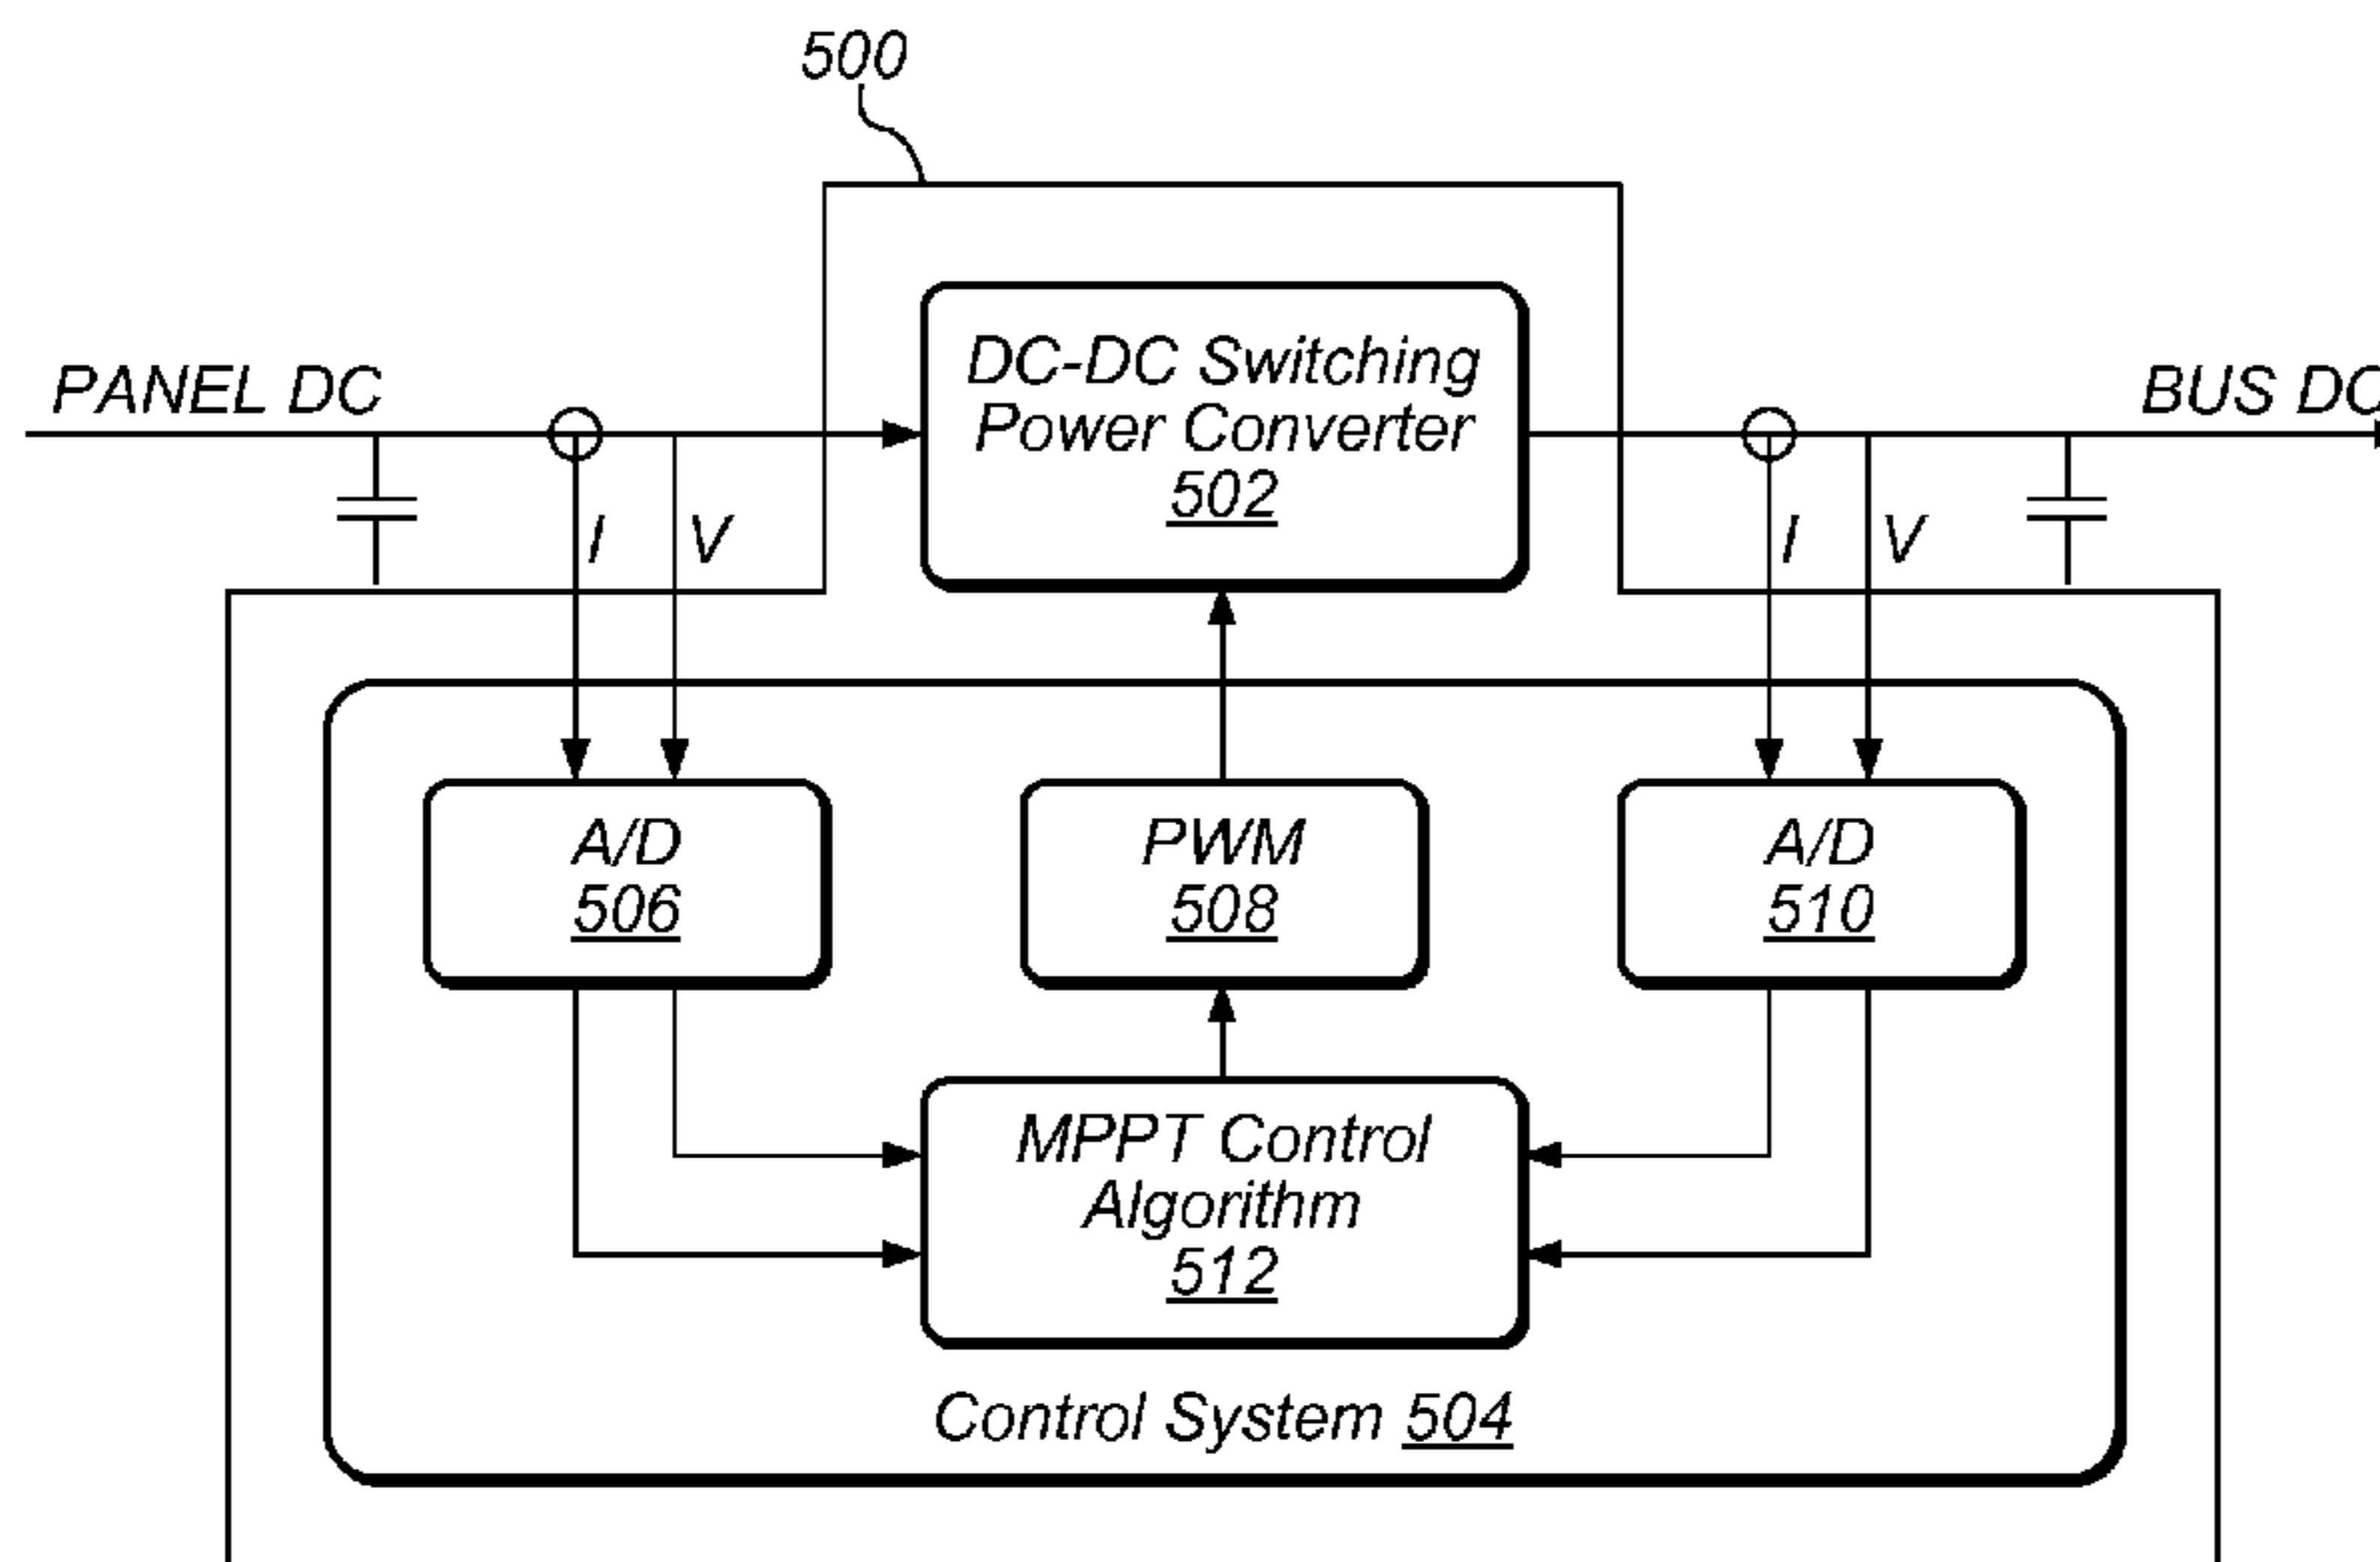 500
PANEL DC
DC-DC Switching
Power Converter
502
BUS DC
I
V
I
V
A/D
506
PWM
508
A/D
510
MPPT Control
Algorithm
512
Control System 504